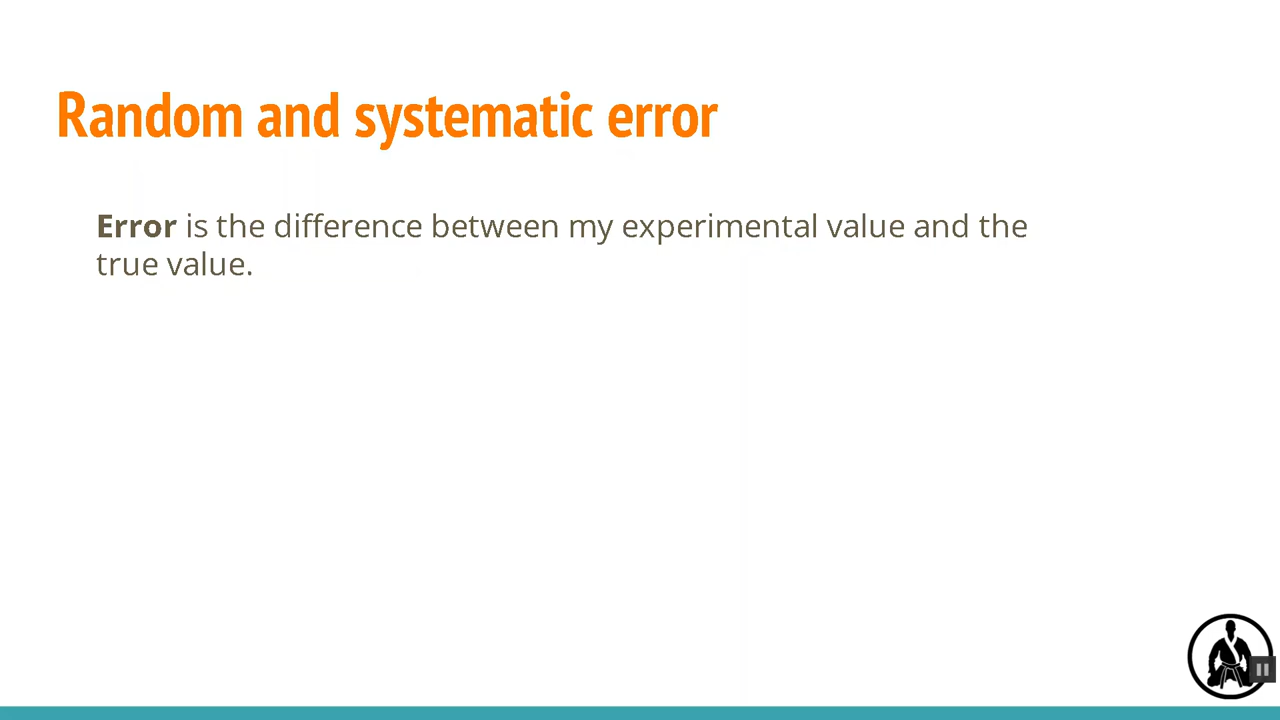 Random and systematic error
Error is the difference between my experimental value and the
true value.